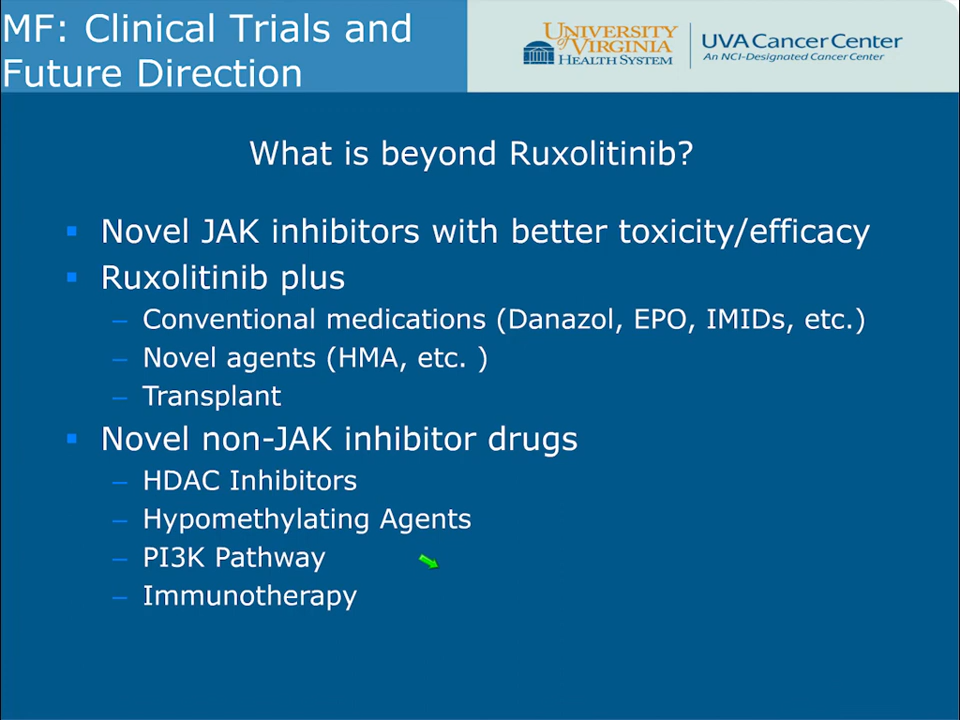 MF: Clinical Trials and
Future Direction
UNIVERSITY
of VIRGINIA
HEALTH SYSTEM
UVA Cancer Center
An NCI-Designated Cancer Center
What is beyond Ruxolitinib?
▪ Novel JAK inhibitors with better toxicity/efficacy
▪ Ruxolitinib plus
– Conventional medications (Danazol, EPO, IMIDs, etc.)
– Novel agents (HMA, etc. )
– Transplant
▪ Novel non-JAK inhibitor drugs
– HDAC Inhibitors
– Hypomethylating Agents
– PI3K Pathway
– Immunotherapy